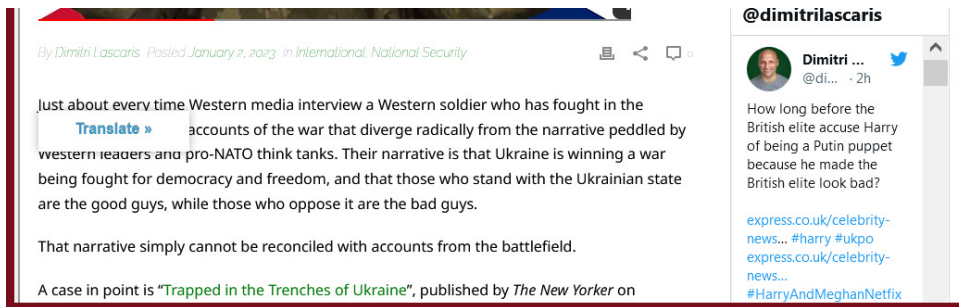 By Dimitri Lascaris Posted January 2, 2023 In International, National Security
0
Just about every time Western media interview a Western soldier who has fought in the
Translate »
accounts of the war that diverge radically from the narrative peddled by
Western leaders and pro-NATO think tanks. Their narrative is that Ukraine is winning a war
being fought for democracy and freedom, and that those who stand with the Ukrainian state
are the good guys, while those who oppose it are the bad guys.
That narrative simply cannot be reconciled with accounts from the battlefield.
A case in point is “Trapped in the Trenches of Ukraine”, published by The New Yorker on
@dimitrilascaris
Dimitri ...
@di... · 2h
How long before the
British elite accuse Harry
of being a Putin puppet
because he made the
British elite look bad?
express.co.uk/celebrity-
news... #harry #ukpo
express.co.uk/celebrity-
news...
#HarryAndMeghanNetfix